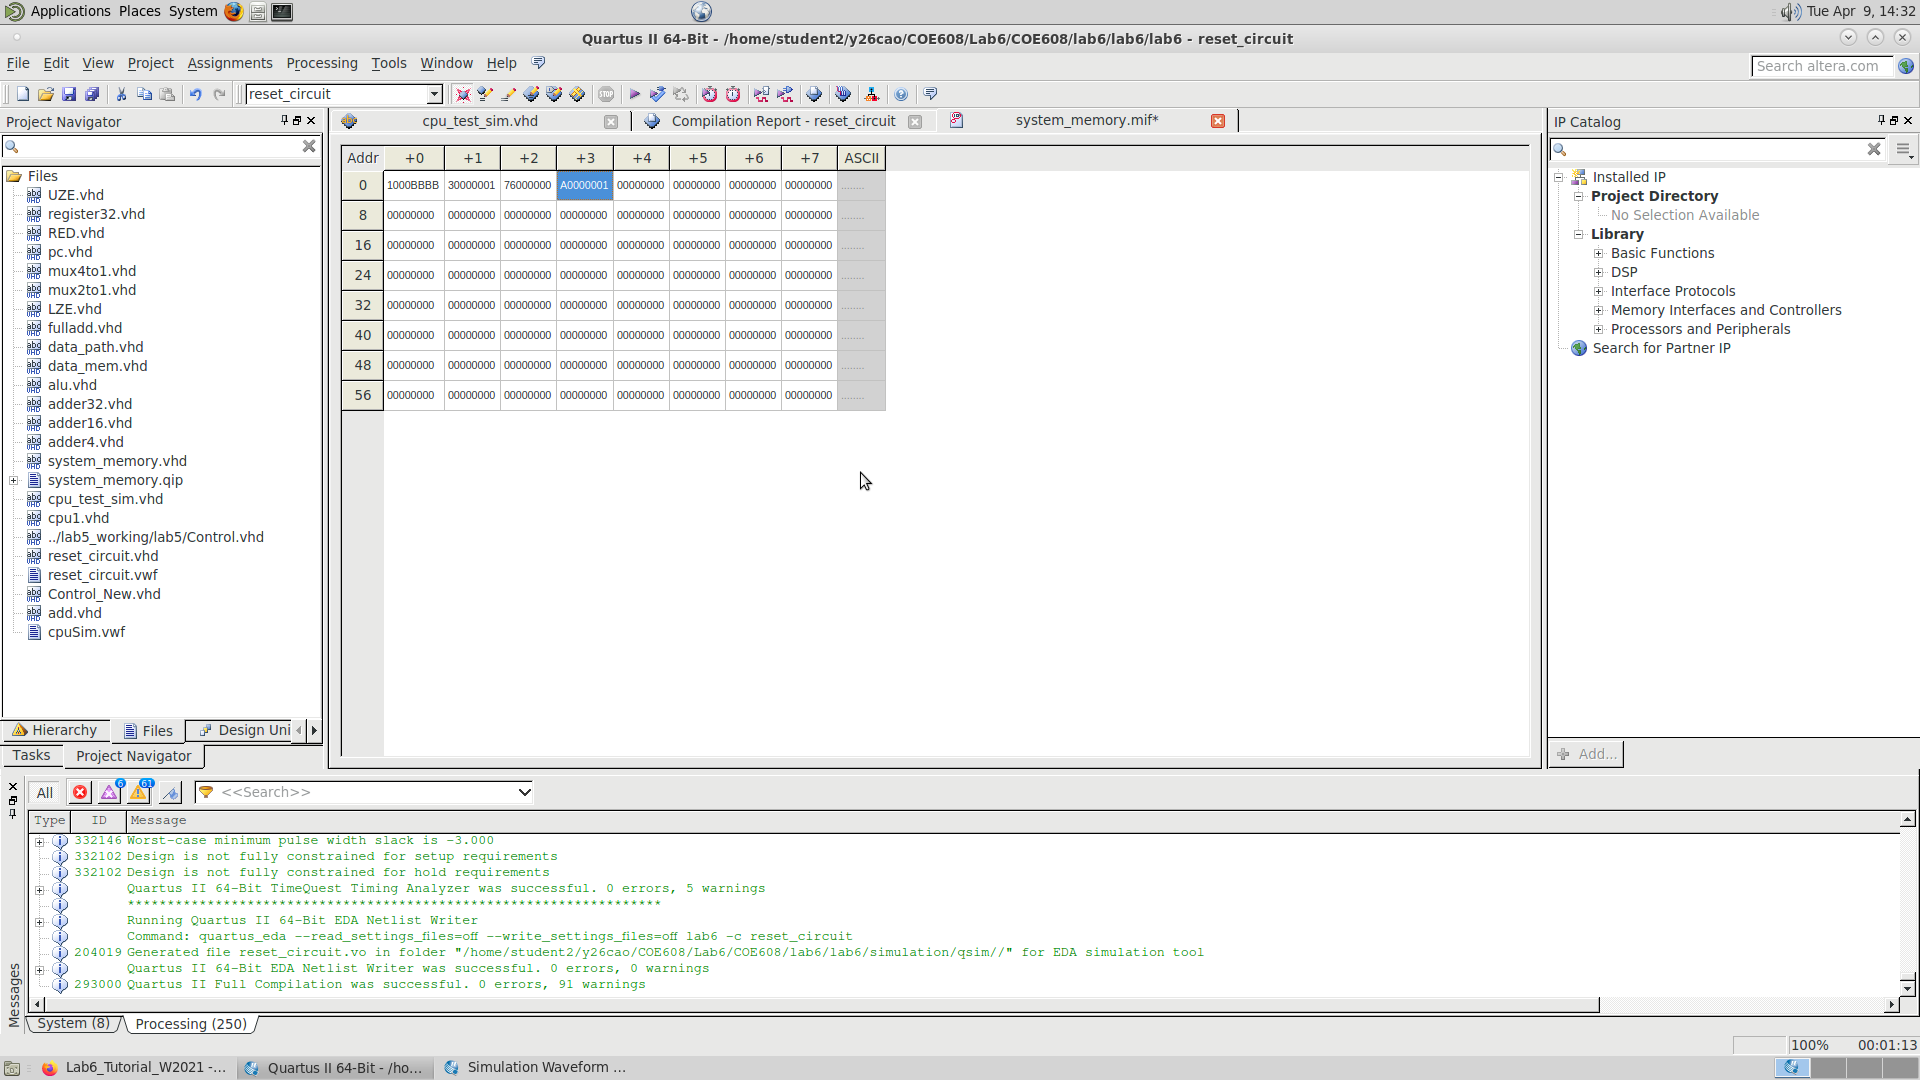 Applications Places System
Tue Apr 9, 14:32
Quartus II 64-Bit - /home/student2/y26cao/COE608/Lab6/COE608/lab6/lab6/lab6 - reset_circuit
File Edit View Project Assignments Processing Tools Window Help
Search altera.com
reset_circuit
STOP
Project Navigator
cpu_test_sim.vhd
Compilation Report - reset_circuit
system_memory.mif*
IP Catalog
Files
UZE.vhd
register32.vhd
RED.vhd
pc.vhd
mux4to1.vhd
mux2to1.vhd
LZE.vhd
fulladd.vhd
data_path.vhd
data_mem.vhd
alu.vhd
adder32.vhd
adder16.vhd
adder4.vhd
system_memory.vhd
system_memory.qip
cpu_test_sim.vhd
cpu1.vhd
../lab5_working/lab5/Control.vhd
reset_circuit.vhd
reset_circuit.vwf
Control_New.vhd
add.vhd
cpuSim.vwf
Hierarchy
Files
Design Uni
Tasks
Project Navigator
Addr +0 +1 +2 +3 +4 +5 +6 +7 ASCII
0 1000BBBB 30000001 76000000 A0000001 00000000 00000000 00000000 00000000 ........
8 00000000 00000000 00000000 00000000 00000000 00000000 00000000 00000000 ........
16 00000000 00000000 00000000 00000000 00000000 00000000 00000000 00000000 ........
24 00000000 00000000 00000000 00000000 00000000 00000000 00000000 00000000 ........
32 00000000 00000000 00000000 00000000 00000000 00000000 00000000 00000000 ........
40 00000000 00000000 00000000 00000000 00000000 00000000 00000000 00000000 ........
48 00000000 00000000 00000000 00000000 00000000 00000000 00000000 00000000 ........
56 00000000 00000000 00000000 00000000 00000000 00000000 00000000 00000000 ........
Installed IP
Project Directory
No Selection Available
Library
Basic Functions
DSP
Interface Protocols
Memory Interfaces and Controllers
Processors and Peripherals
Search for Partner IP
Add...
All
6
61
<<Search>>
Type ID Message
332146 Worst-case minimum pulse width slack is -3.000
332102 Design is not fully constrained for setup requirements
332102 Design is not fully constrained for hold requirements
Quartus II 64-Bit TimeQuest Timing Analyzer was successful. 0 errors, 5 warnings
*******************************************************************
Running Quartus II 64-Bit EDA Netlist Writer
Command: quartus_eda --read_settings_files=off --write_settings_files=off lab6 -c reset_circuit
204019 Generated file reset_circuit.vo in folder "/home/student2/y26cao/COE608/Lab6/COE608/lab6/lab6/simulation/qsim//" for EDA simulation tool
Quartus II 64-Bit EDA Netlist Writer was successful. 0 errors, 0 warnings
293000 Quartus II Full Compilation was successful. 0 errors, 91 warnings
Messages
System (8)
Processing (250)
100% 00:01:13
Lab6_Tutorial_W2021 -...
Quartus II 64-Bit - /ho...
Simulation Waveform ...